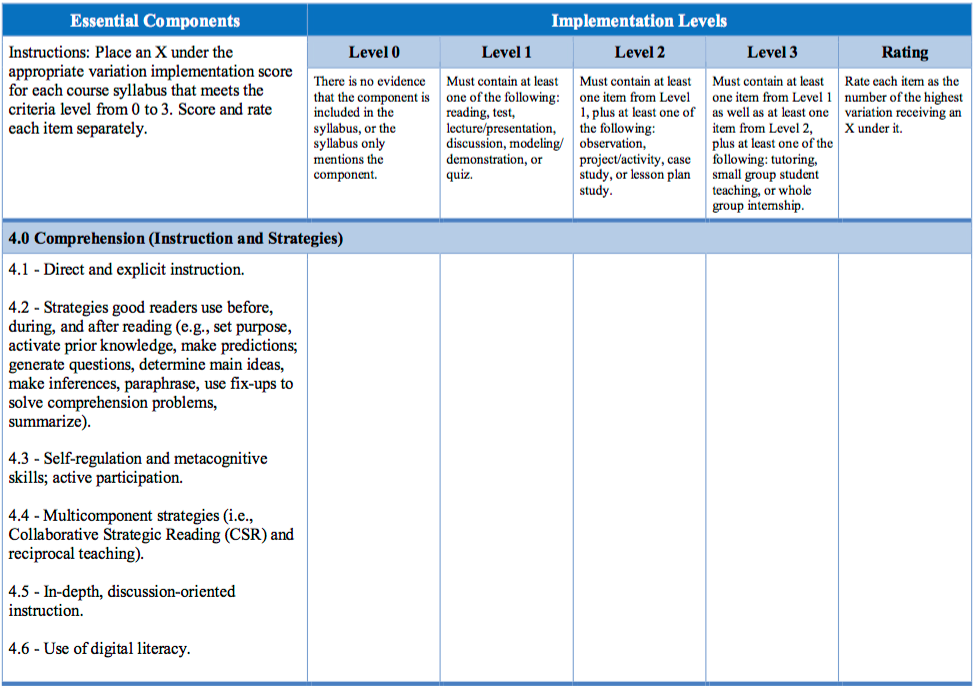 Essential Components
Implementation Levels
Instructions: Place an X under the
appropriate variation implementation score
for each course syllabus that meets the
criteria level from 0 to 3. Score and rate
each item separately.
Level 0
There is no evidence
that the component is
included in the
syllabus, or the
syllabus only
mentions the
component.
Level 1
Must contain at least
one of the following:
reading, test,
lecture/presentation,
discussion, modeling/
demonstration, or
quiz.
Level 2
Must contain at least
one item from Level
1, plus at least one of
the following:
observation,
project/activity, case
study, or lesson plan
study.
Level 3
Must contain at least
one item from Level 1
as well as at least one
item from Level 2,
plus at least one of the
following: tutoring,
small group student
teaching, or whole
group internship.
Rating
Rate each item as the
number of the highest
variation receiving an
X under it.
4.0 Comprehension (Instruction and Strategies)
4.1 - Direct and explicit instruction.
4.2 - Strategies good readers use before,
during, and after reading (e.g., set purpose,
activate prior knowledge, make predictions;
generate questions, determine main ideas,
make inferences, paraphrase, use fix-ups to
solve comprehension problems,
summarize).
4.3 - Self-regulation and metacognitive
skills; active participation.
4.4 - Multicomponent strategies (i.e.,
Collaborative Strategic Reading (CSR) and
reciprocal teaching).
4.5 - In-depth, discussion-oriented
instruction.
4.6 - Use of digital literacy.